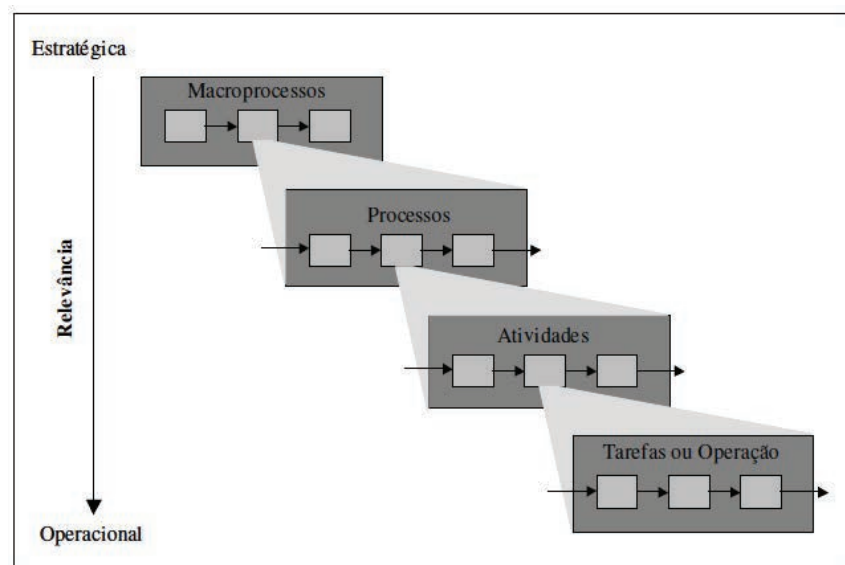 Estratégica
Macroprocessos
Processos
Relevância
Atividades
Tarefas ou Operação
Operacional